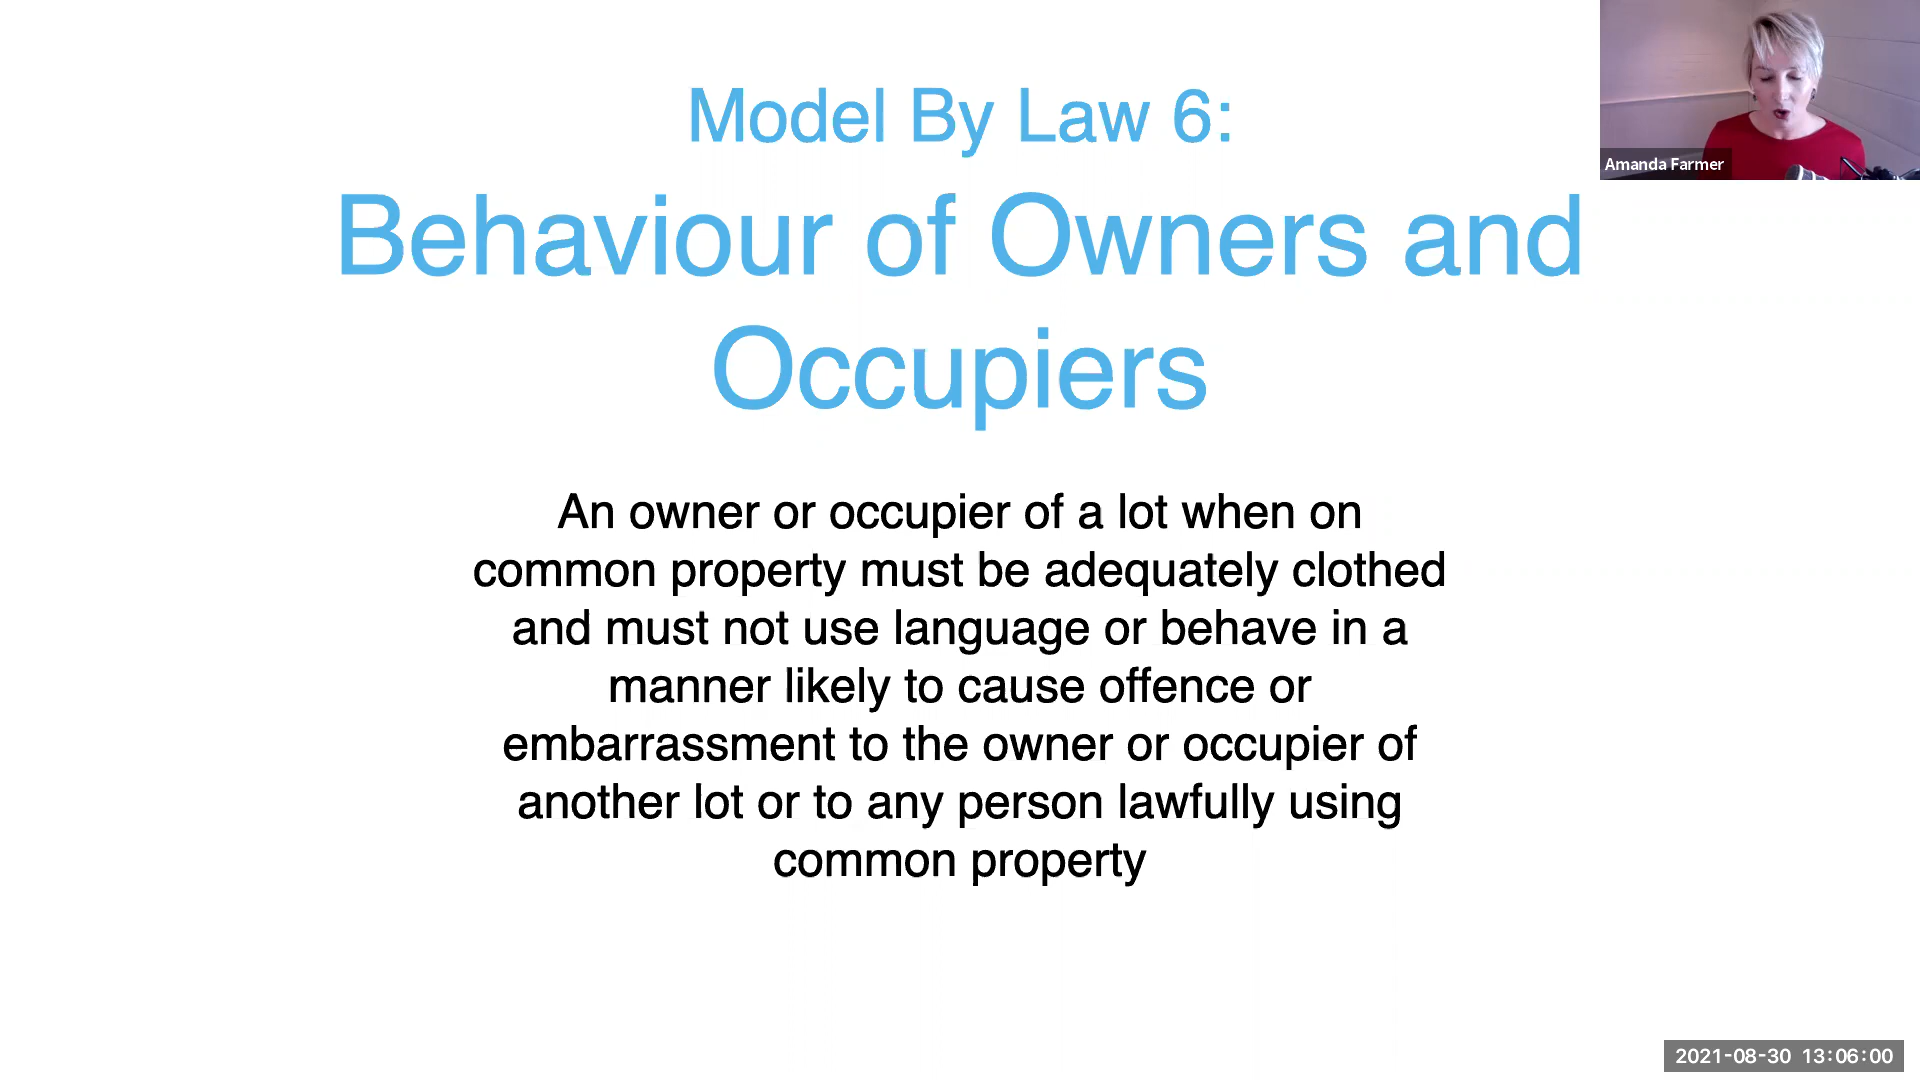 Model By Law 6:
Behaviour of Owners and
Occupiers
An owner or occupier of a lot when on
common property must be adequately clothed
and must not use language or behave in a
manner likely to cause offence or
embarrassment to the owner or occupier of
another lot or to any person lawfully using
common property
Amanda Farmer
2021-08-30 13:06:00